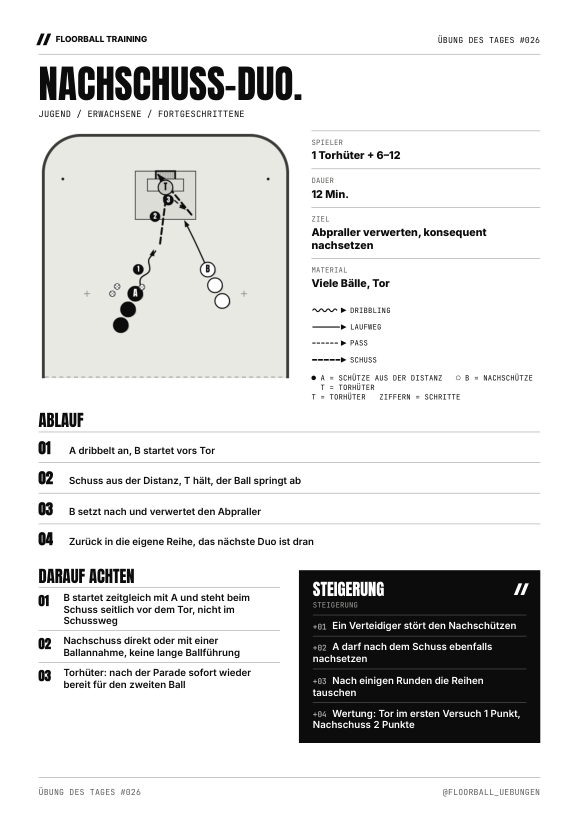 FLOORBALL TRAINING
ÜBUNG DES TAGES #026
NACHSCHUSS-DUO.
JUGEND / ERWACHSENE / FORTGESCHRITTENE
T
3
2
1
A
B
SPIELER
1 Torhüter + 6–12
DAUER
12 Min.
ZIEL
Abpraller verwerten, konsequent
nachsetzen
MATERIAL
Viele Bälle, Tor
DRIBBLING
LAUFWEG
PASS
SCHUSS
A = SCHÜTZE AUS DER DISTANZ B = NACHSCHÜTZE
T = TORHÜTER
T = TORHÜTER ZIFFERN = SCHRITTE
ABLAUF
01 A dribbelt an, B startet vors Tor
02 Schuss aus der Distanz, T hält, der Ball springt ab
03 B setzt nach und verwertet den Abpraller
04 Zurück in die eigene Reihe, das nächste Duo ist dran
DARAUF ACHTEN
01 B startet zeitgleich mit A und steht beim
Schuss seitlich vor dem Tor, nicht im
Schussweg
02 Nachschuss direkt oder mit einer
Ballannahme, keine lange Ballführung
03 Torhüter: nach der Parade sofort wieder
bereit für den zweiten Ball
STEIGERUNG
STEIGERUNG
+01 Ein Verteidiger stört den Nachschützen
+02 A darf nach dem Schuss ebenfalls
nachsetzen
+03 Nach einigen Runden die Reihen
tauschen
+04 Wertung: Tor im ersten Versuch 1 Punkt,
Nachschuss 2 Punkte
ÜBUNG DES TAGES #026
@FLOORBALL_UEBUNGEN